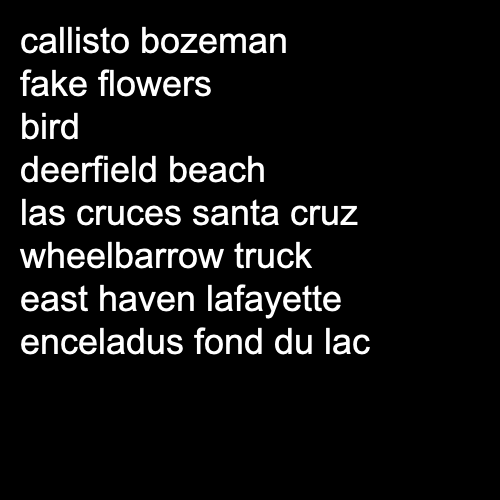 callisto bozeman
fake flowers
bird
deerfield beach
las cruces santa cruz
wheelbarrow truck
east haven lafayette
enceladus fond du lac